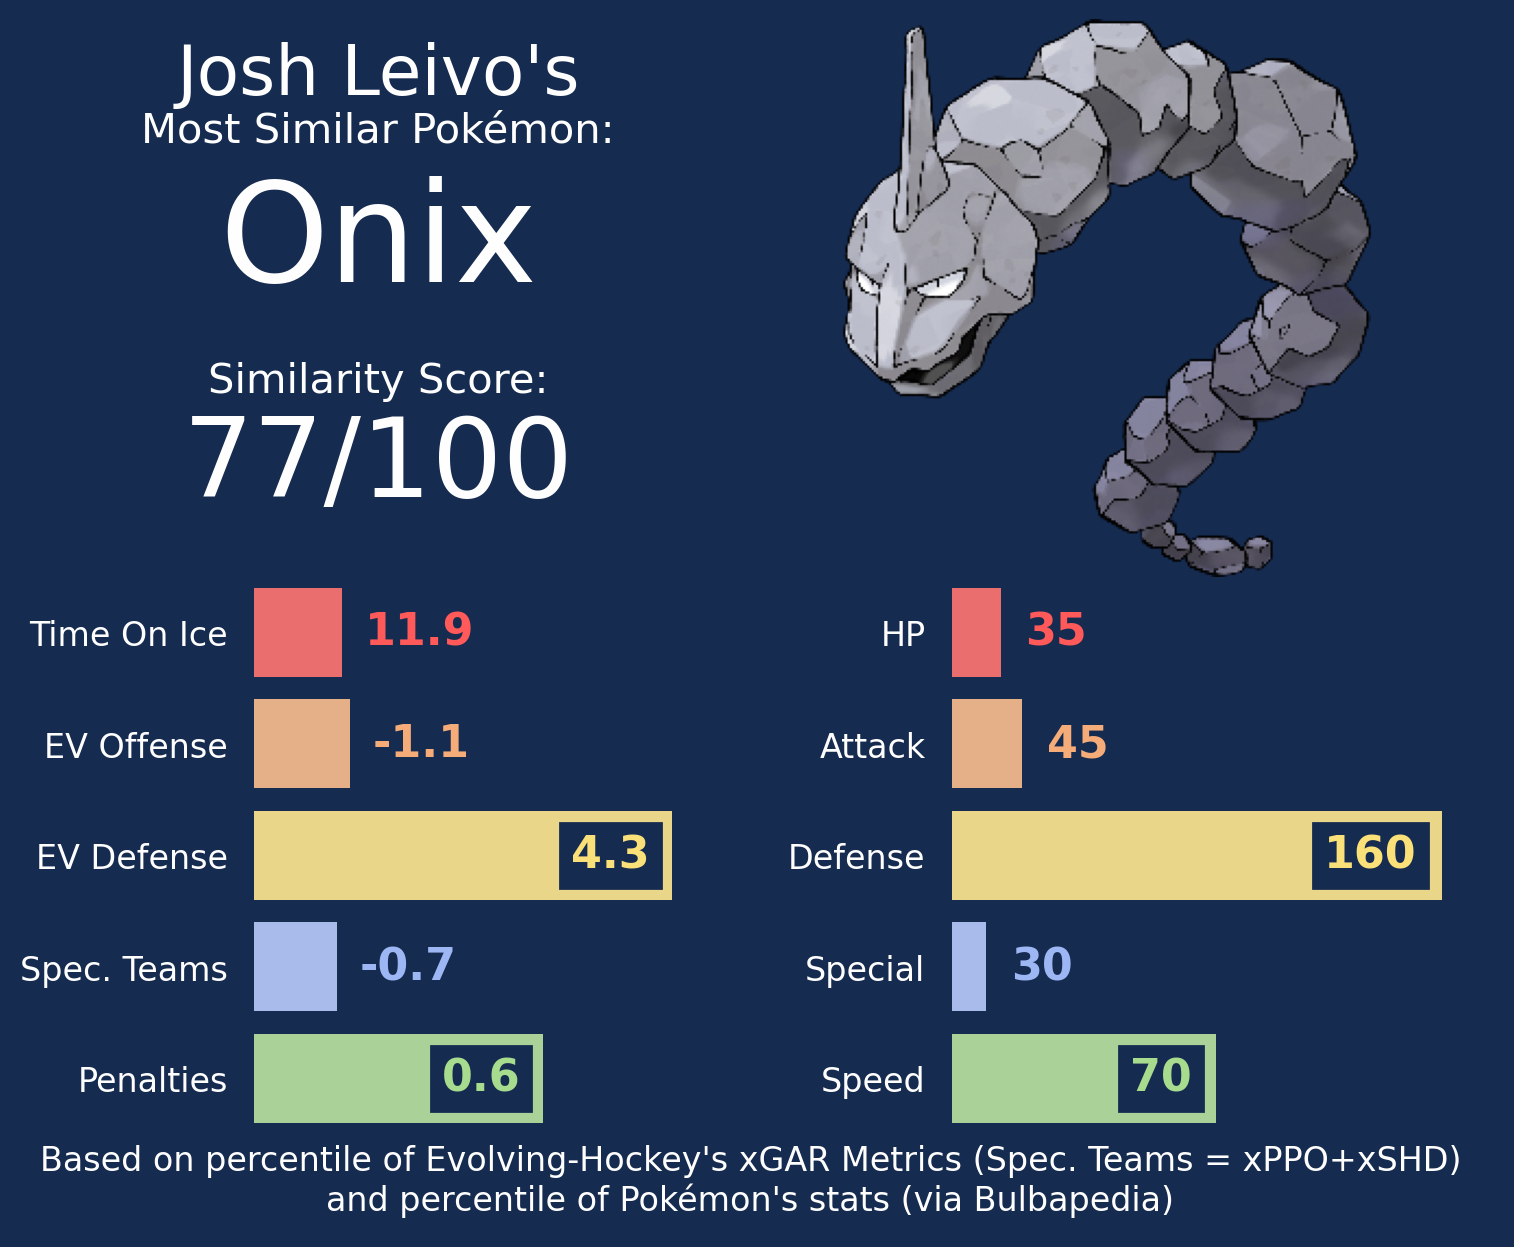 Josh Leivo's
Most Similar Pokémon:
Onix
Similarity Score:
77/100
Time On Ice 11.9
EV Offense -1.1
EV Defense 4.3
Spec. Teams -0.7
Penalties 0.6
HP 35
Attack 45
Defense 160
Special 30
Speed 70
Based on percentile of Evolving-Hockey's xGAR Metrics (Spec. Teams = xPPO+xSHD)
and percentile of Pokémon's stats (via Bulbapedia)